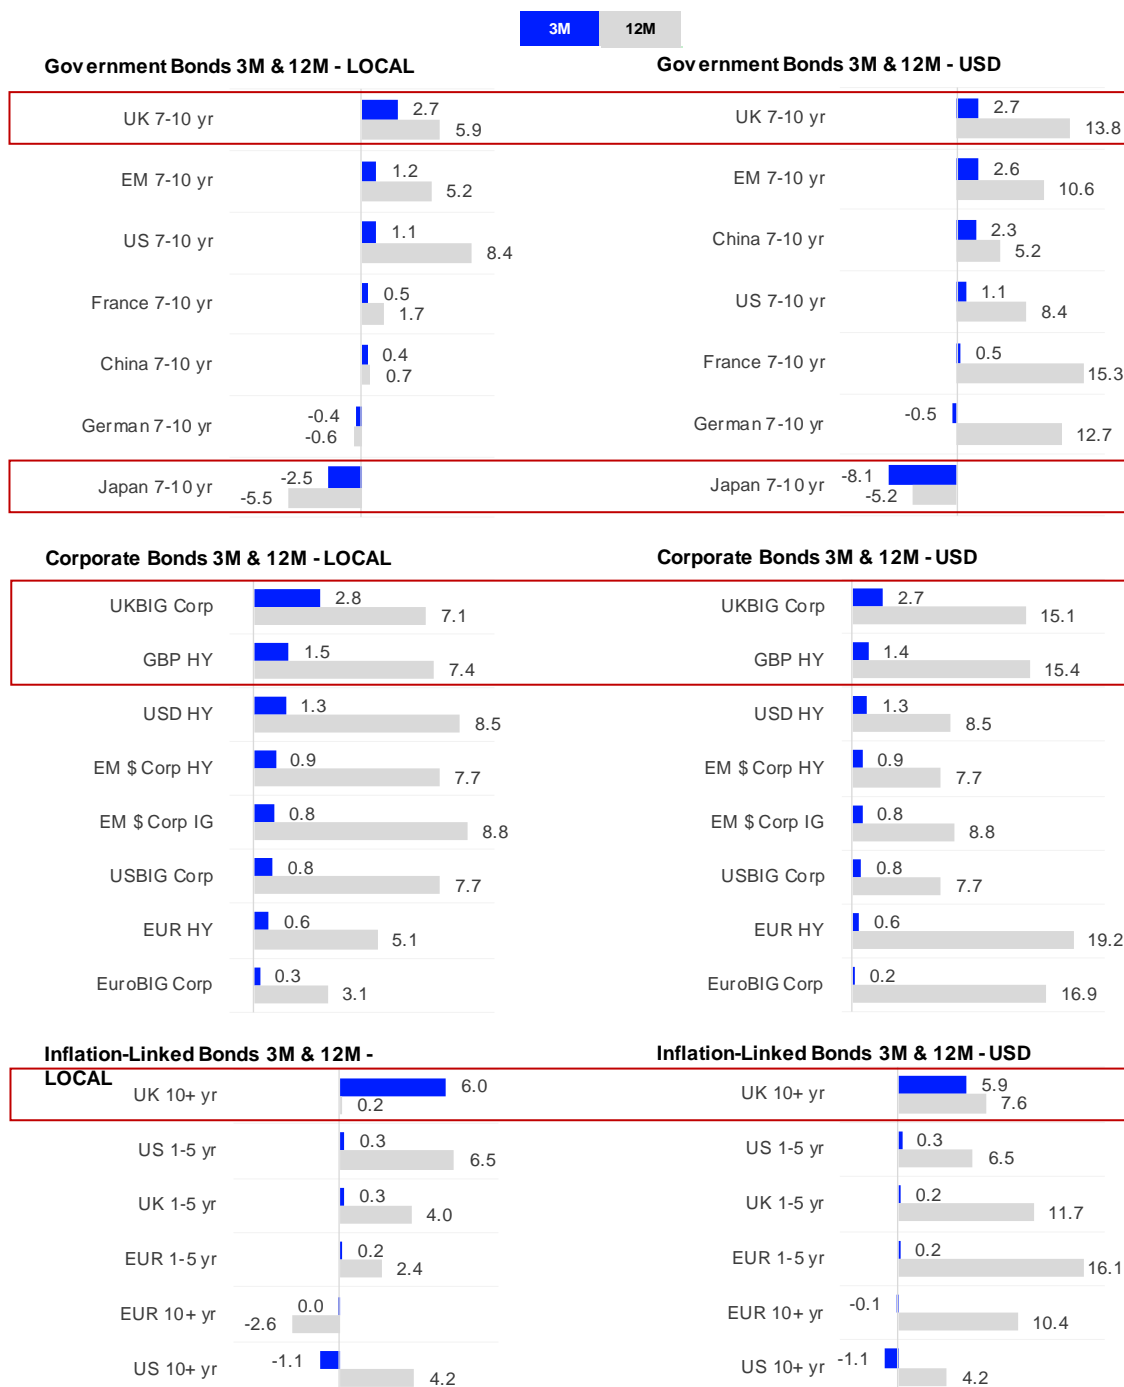 3M 12M
Government Bonds 3M & 12M - LOCAL
UK 7-10 yr 2.7
5.9
EM 7-10 yr 1.2
5.2
US 7-10 yr 1.1
8.4
France 7-10 yr 0.5
1.7
China 7-10 yr 0.4
0.7
German 7-10 yr -0.4
-0.6
Japan 7-10 yr -2.5
-5.5
Government Bonds 3M & 12M - USD
UK 7-10 yr 2.7
13.8
EM 7-10 yr 2.6
10.6
China 7-10 yr 2.3
5.2
US 7-10 yr 1.1
8.4
France 7-10 yr 0.5
15.3
German 7-10 yr -0.5
12.7
Japan 7-10 yr -8.1
-5.2
Corporate Bonds 3M & 12M - LOCAL
UKBIG Corp 2.8
7.1
GBP HY 1.5
7.4
USD HY 1.3
8.5
EM $ Corp HY 0.9
7.7
EM $ Corp IG 0.8
8.8
USBIG Corp 0.8
7.7
EUR HY 0.6
5.1
EuroBIG Corp 0.3
3.1
Corporate Bonds 3M & 12M - USD
UKBIG Corp 2.7
15.1
GBP HY 1.4
15.4
USD HY 1.3
8.5
EM $ Corp HY 0.9
7.7
EM $ Corp IG 0.8
8.8
USBIG Corp 0.8
7.7
EUR HY 0.6
19.2
EuroBIG Corp 0.2
16.9
Inflation-Linked Bonds 3M & 12M -
LOCAL
UK 10+ yr 6.0
0.2
US 1-5 yr 0.3
6.5
UK 1-5 yr 0.3
4.0
EUR 1-5 yr 0.2
2.4
EUR 10+ yr 0.0
-2.6
US 10+ yr -1.1
4.2
Inflation-Linked Bonds 3M & 12M - USD
UK 10+ yr 5.9
7.6
US 1-5 yr 0.3
6.5
UK 1-5 yr 0.2
11.7
EUR 1-5 yr 0.2
16.1
EUR 10+ yr -0.1
10.4
US 10+ yr -1.1
4.2